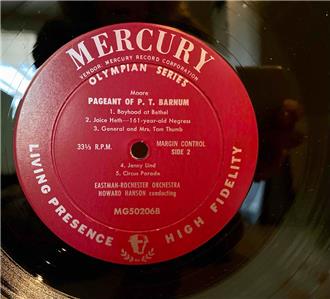 MERCURY
VENDOR: MERCURY RECORD CORPORATION
OLYMPIAN SERIES
Moore
PAGEANT OF P. T. BARNUM
1. Boyhood at Bethel
2. Joice Heth—161-year-old Negress
3. General and Mrs. Tom Thumb
33⅓ R.P.M.
MARGIN CONTROL
SIDE 2
4. Jenny Lind
5. Circus Parade
EASTMAN-ROCHESTER ORCHESTRA
HOWARD HANSON conducting
MG50206B
LIVING PRESENCE
HIGH FIDELITY